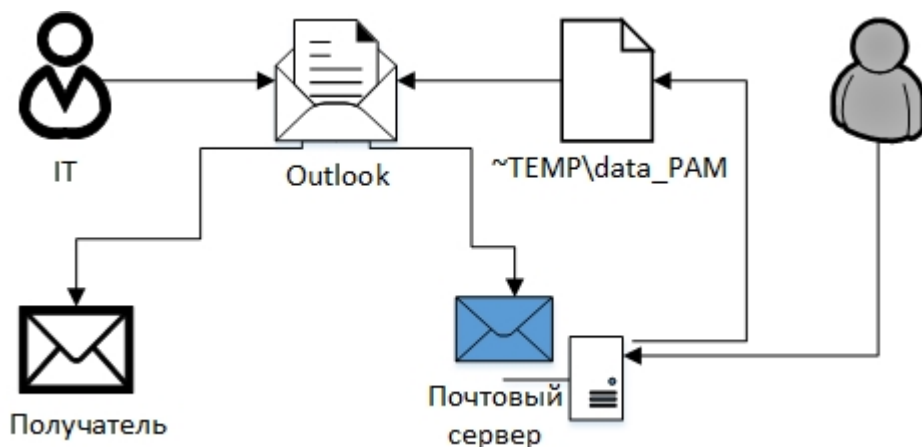 IT
Outlook
~TEMP\data_PAM
Получатель
Почтовый
сервер